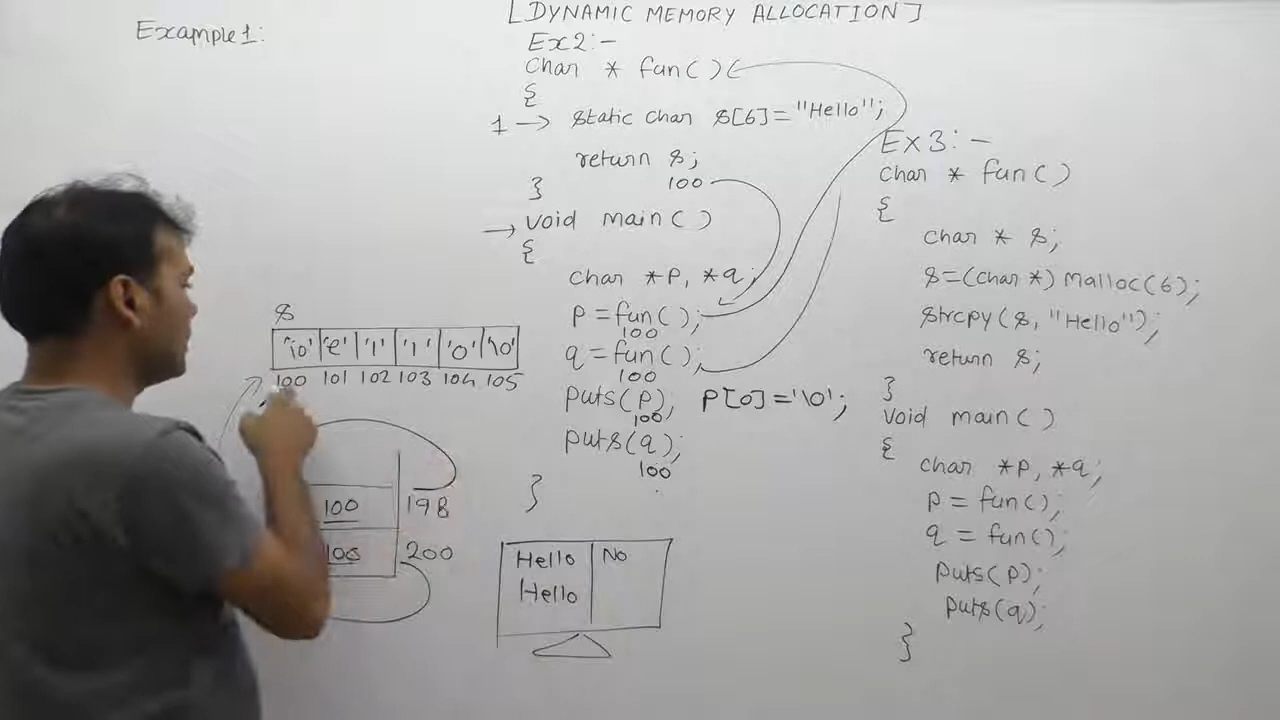 [DYNAMIC MEMORY ALLOCATION]
Example 1:
Ex2:-
Char * fun()
{
1 → static char s[6]="Hello";
return s;
100
}
→ void main()
{
char *p, *q;
p = fun();
100
q = fun();
100
puts(p); P[0]='\0';
100
puts(q);
100
}
s
'\0' 'e' 'l' 'l' 'o' '\0'
100 101 102 103 104 105
100 198
100 200
Hello No
Hello
Ex3:-
Char * fun()
{
char * s;
s=(char *) malloc(6);
strcpy(s, "Hello");
return s;
}
void main()
{
char *p, *q;
p = fun();
q = fun();
puts(p);
puts(q);
}